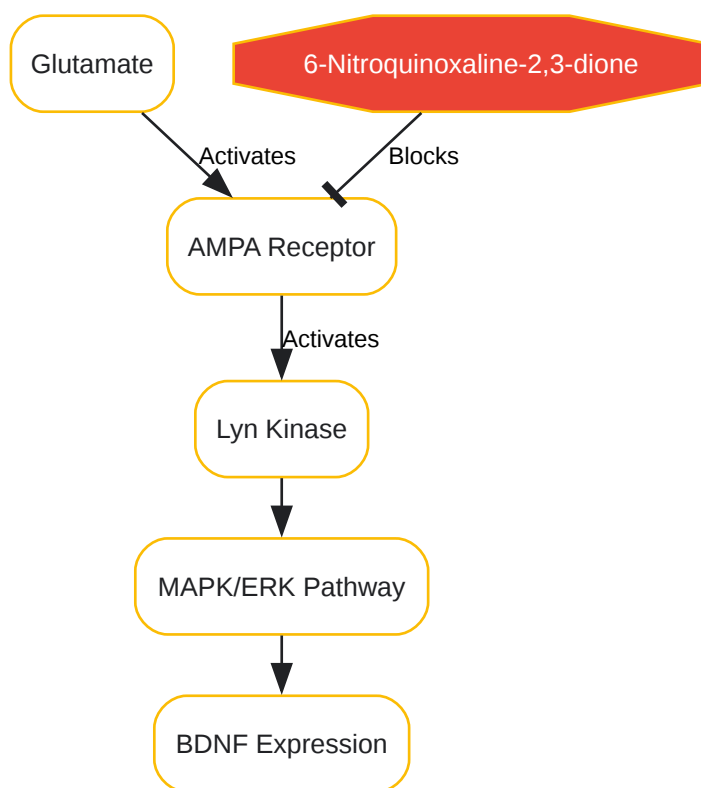 Glutamate
6-Nitroquinoxaline-2,3-dione
Activates
Blocks
AMPA Receptor
Activates
Lyn Kinase
MAPK/ERK Pathway
BDNF Expression